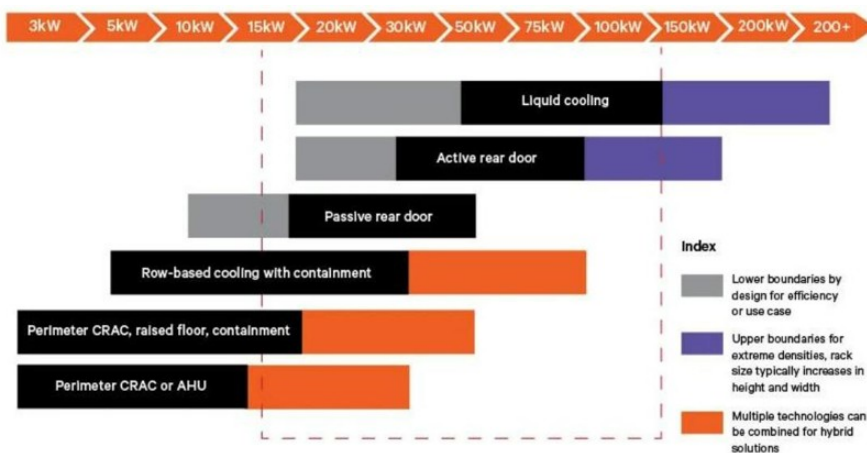 3kW 5kW 10kW 15kW 20kW 30kW 50kW 75kW 100kW 150kW 200kW 200+
Liquid cooling
Active rear door
Passive rear door
Row-based cooling with containment
Perimeter CRAC, raised floor, containment
Perimeter CRAC or AHU
Index
Lower boundaries by
design for efficiency
or use case
Upper boundaries for
extreme densities, rack
size typically increases in
height and width
Multiple technologies can
be combined for hybrid
solutions